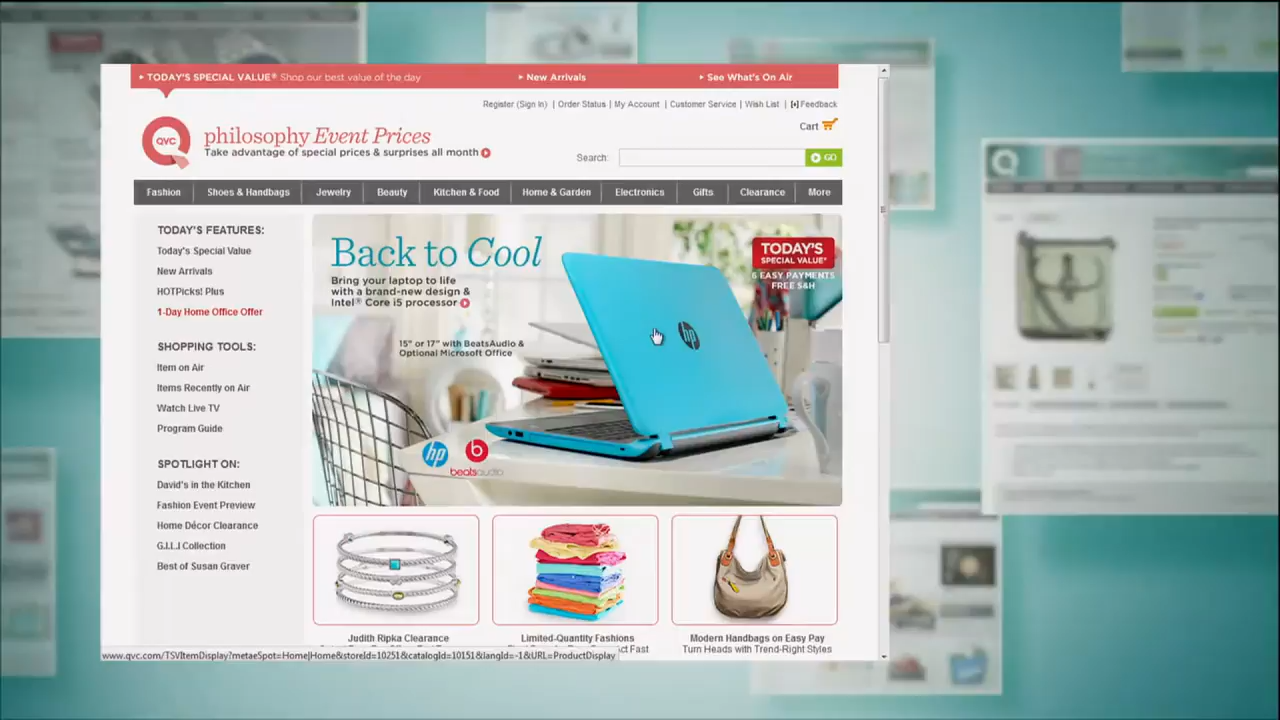 TODAY'S SPECIAL VALUE® Shop our best value of the day
New Arrivals
See What's On Air
Register (Sign In) | Order Status | My Account | Customer Service | Wish List | [+] Feedback
Cart
QVC
philosophy Event Prices
Take advantage of special prices & surprises all month
Search:
GO
Fashion
Shoes & Handbags
Jewelry
Beauty
Kitchen & Food
Home & Garden
Electronics
Gifts
Clearance
More
TODAY'S FEATURES:
Today's Special Value
New Arrivals
HOTPicks! Plus
1-Day Home Office Offer
SHOPPING TOOLS:
Item on Air
Items Recently on Air
Watch Live TV
Program Guide
SPOTLIGHT ON:
David's in the Kitchen
Fashion Event Preview
Home Décor Clearance
G.I.L.I Collection
Best of Susan Graver
Back to Cool
Bring your laptop to life
with a brand-new design &
Intel® Core i5 processor
15" or 17" with BeatsAudio &
Optional Microsoft Office
TODAY'S
SPECIAL VALUE®
6 EASY PAYMENTS
FREE S&H
hp
hp
b
beatsaudio
Judith Ripka Clearance
Limited-Quantity Fashions
Modern Handbags on Easy Pay
Turn Heads with Trend-Right Styles
www.qvc.com/TSVItemDisplay?metaeSpot=Home|Home&storeId=10251&catalogId=10151&langId=-1&URL=ProductDisplay